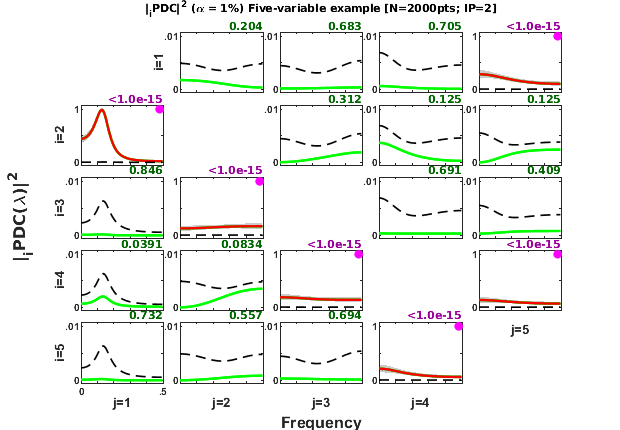 |ᵢPDC|² (α = 1%) Five-variable example [N=2000pts; IP=2]
0.204 0.683 0.705 <1.0e-15
.01 .01 .01 1
i=1
0 0 0 0
<1.0e-15 0.312 0.125 0.125
1 .01 .01 .01
i=2
0 0 0 0
0.846 <1.0e-15 0.691 0.409
.01 1 .01 .01
i=3
0 0 0 0
0.0391 0.0834 <1.0e-15 <1.0e-15
.01 .01 1 1
i=4
0 0 0 0
0.732 0.557 0.694 <1.0e-15
.01 .01 .01 1
i=5
0 0 0 0
0 .5
j=1 j=2 j=3 j=4 j=5
Frequency
|ᵢPDC(λ)|²